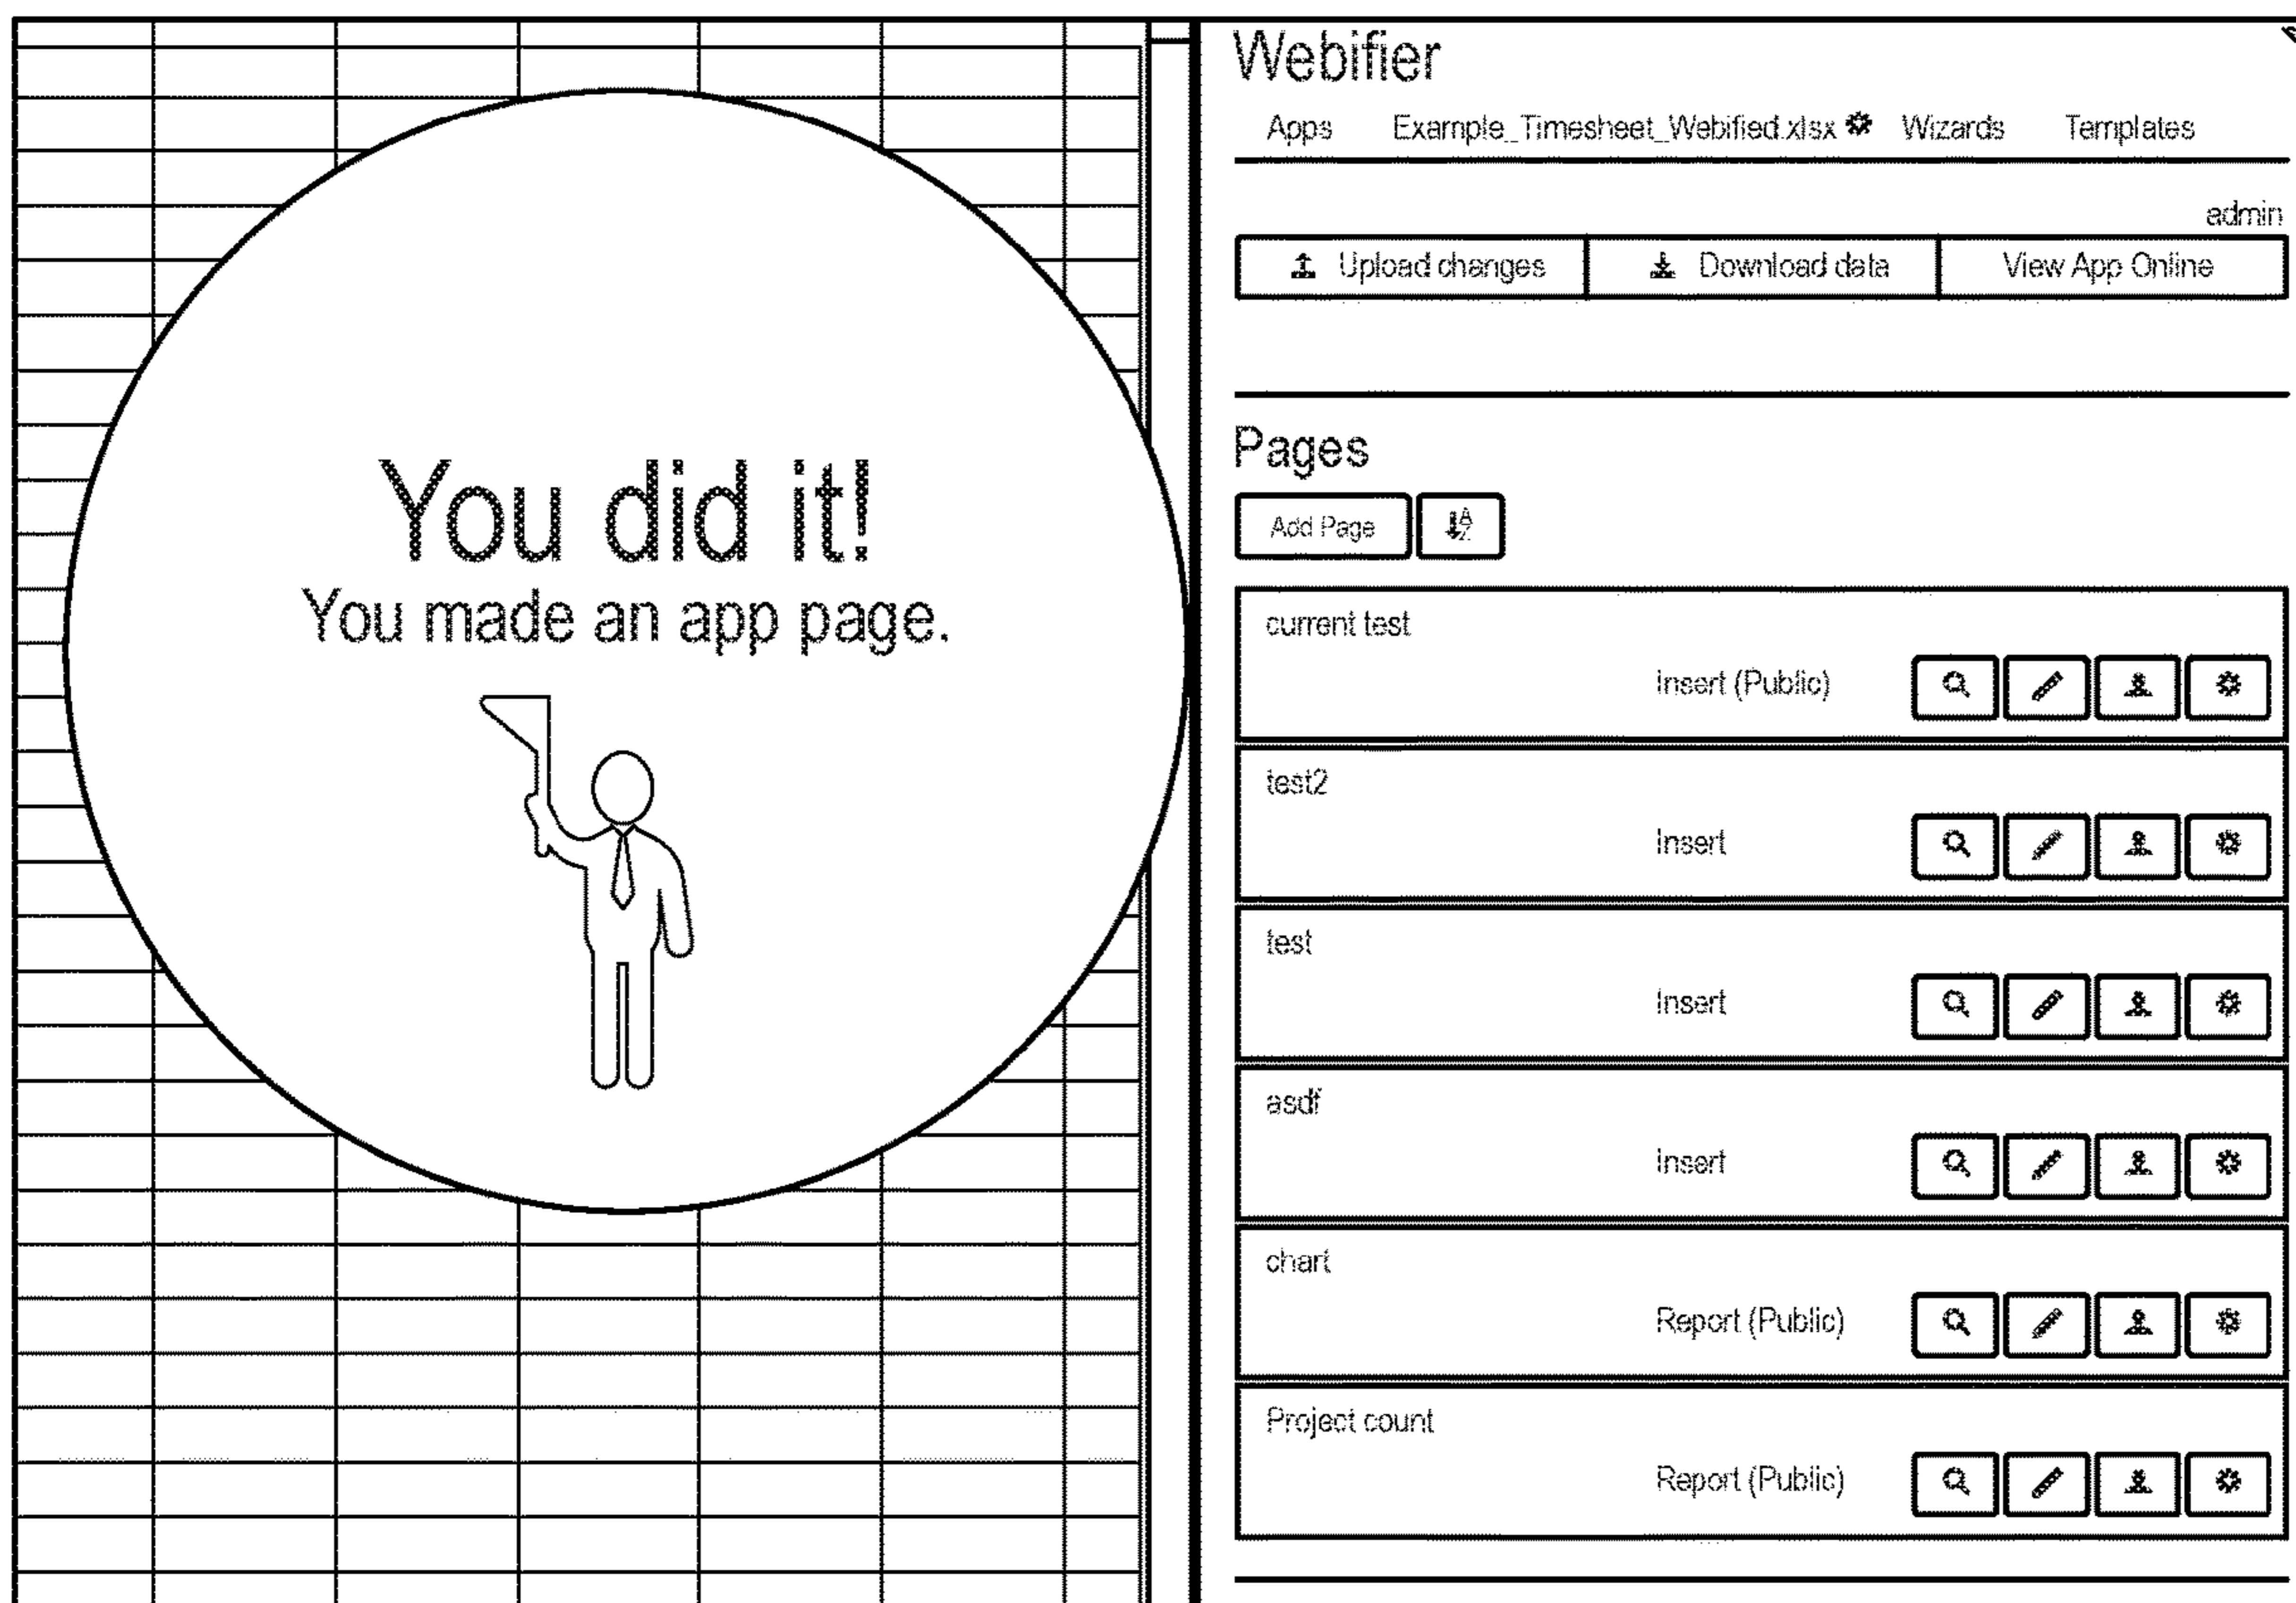 You did it!
You made an app page.
Webifier
Apps Example_Timesheet_Webified.xlsx Wizards Templates
admin
Upload changes Download data View App Online
Pages
Add Page
current test
Insert (Public)
test2
Insert
test
Insert
asdf
Insert
chart
Report (Public)
Project count
Report (Public)